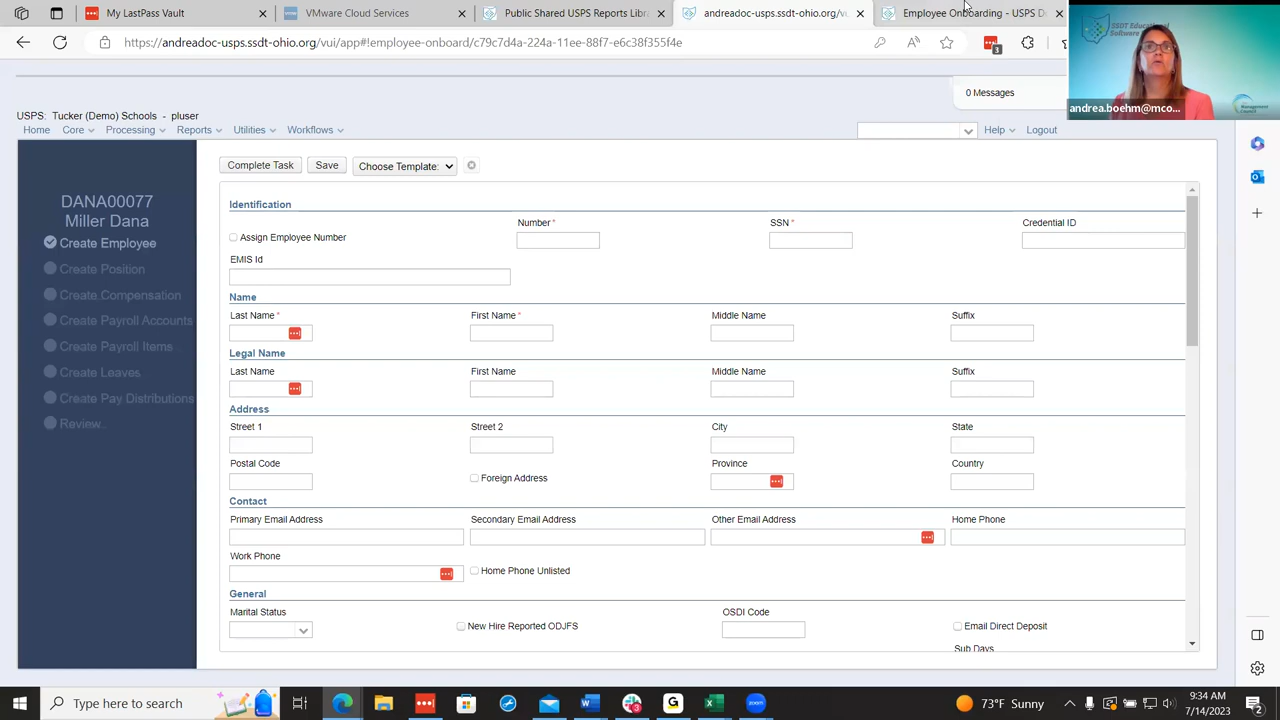 My LastPass Vault
VMware Cloud Services
Public Shared USPS Reports Libr
andreadoc-usps.ssdt-ohio.org/vu
Employee Onboarding - USPS D
https://andreadoc-usps.ssdt-ohio.org/vui/app#!employee/onboard/c79c7d4a-224a-11ee-88f7-e6c38f355f4e
3
SSDT Educational
andrea.boehm@mco...
0 Messages
USPS: Tucker (Demo) Schools - pluser
Home Core Processing Reports Utilities Workflows Help Logout
Complete Task Save Choose Template:
DANA00077
Miller Dana
Create Employee
Create Position
Create Compensation
Create Payroll Accounts
Create Payroll Items
Create Leaves
Create Pay Distributions
Review
Identification
Assign Employee Number
Number *
SSN *
Credential ID
EMIS Id
Name
Last Name * First Name * Middle Name Suffix
Legal Name
Last Name First Name Middle Name Suffix
Address
Street 1 Street 2 City State
Postal Code Foreign Address Province Country
Contact
Primary Email Address Secondary Email Address Other Email Address Home Phone
Work Phone Home Phone Unlisted
General
Marital Status New Hire Reported ODJFS OSDI Code Email Direct Deposit
Sub Days
Type here to search
73°F Sunny
9:34 AM
7/14/2023
2